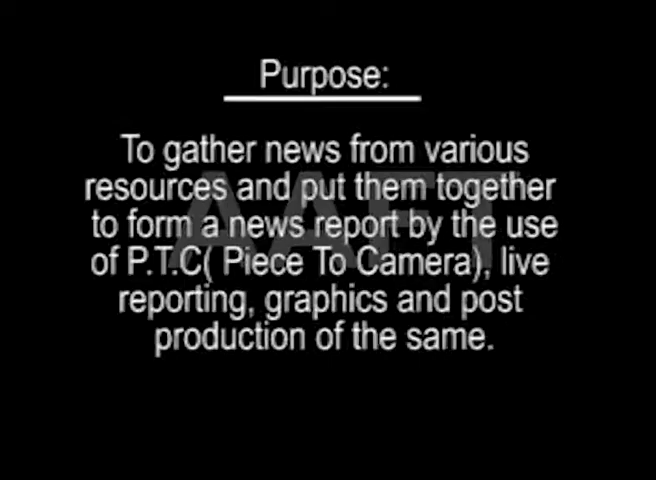 Purpose:
To gather news from various
resources and put them together
to form a news report by the use
of P.T.C( Piece To Camera), live
reporting, graphics and post
production of the same.
AAFT